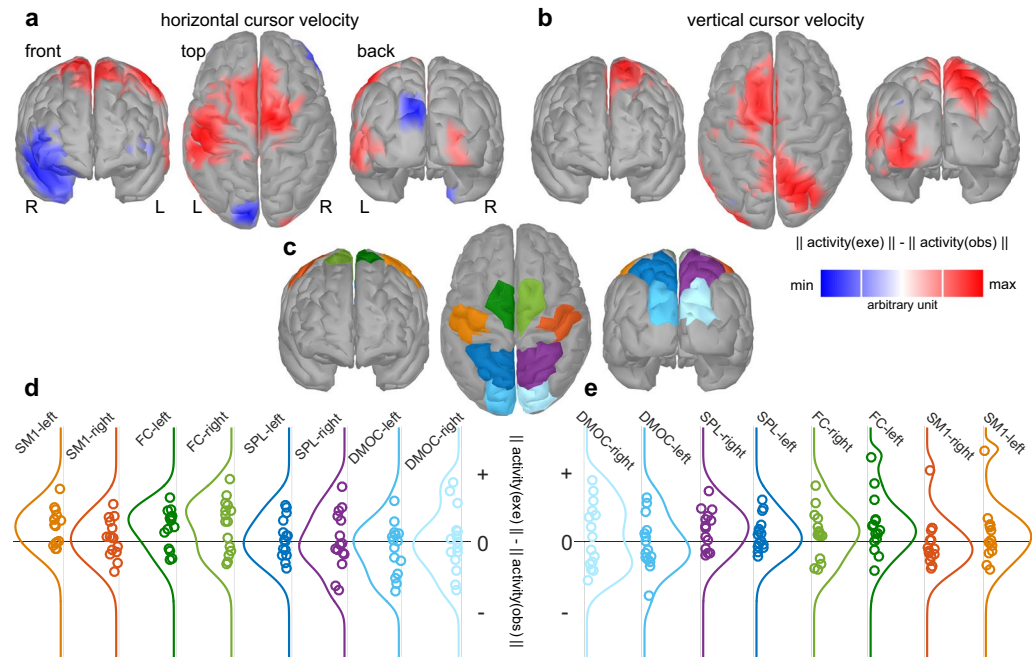 a
horizontal cursor velocity
b
vertical cursor velocity
front
top
back
R
L
L
R
L
R
|| activity(exe) || - || activity(obs) ||
min
max
arbitrary unit
c
d
SM1-left
SM1-right
FC-left
FC-right
SPL-left
SPL-right
DMOC-left
DMOC-right
+
0
-
|| activity(exe) || - || activity(obs) ||
e
DMOC-right
DMOC-left
SPL-right
SPL-left
FC-right
FC-left
SM1-right
SM1-left
+
0
-